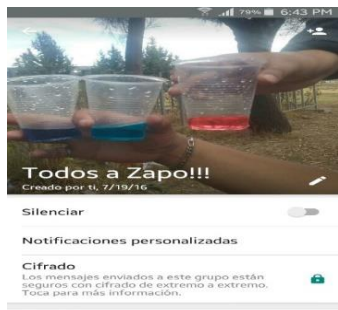 79% 6:43 PM
Todos a Zapo!!!
Creado por ti, 7/19/16
Silenciar
Notificaciones personalizadas
Cifrado
Los mensajes enviados a este grupo están
seguros con cifrado de extremo a extremo.
Toca para más información.